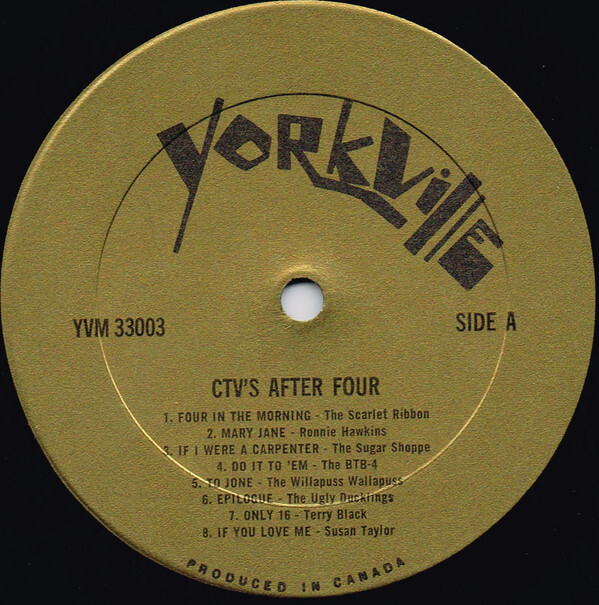 YORKVillE
YVM 33003
SIDE A
CTV'S AFTER FOUR
1. FOUR IN THE MORNING - The Scarlet Ribbon
2. MARY JANE - Ronnie Hawkins
3. IF I WERE A CARPENTER - The Sugar Shoppe
4. DO IT TO 'EM - The BTB-4
5. TO JONE - The Willapuss Wallapuss
6. EPILOGUE - The Ugly Ducklings
7. ONLY 16 - Terry Black
8. IF YOU LOVE ME - Susan Taylor
PRODUCED IN CANADA